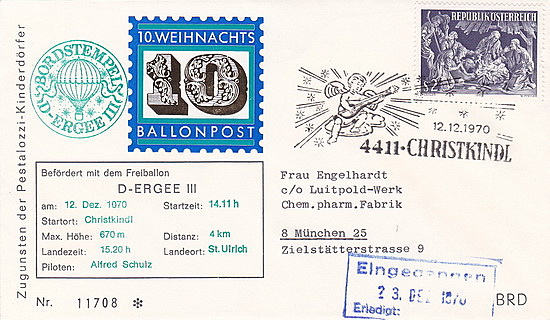 Zugunsten der Pestalozzi-Kinderdörfer
BORDSTEMPEL
D-ERGEE III
10. WEIHNACHTS
10
BALLONPOST
REPUBLIK ÖSTERREICH
12.12.1970
4411·CHRISTKINDL
Befördert mit dem Freiballon
D-ERGEE III
am: 12. Dez. 1070 Startzeit: 14.11 h
Startort: Christkindl
Max. Höhe: 670 m Distanz: 4 km
Landezeit: 15.20 h Landeort: St. Ulrich
Piloten: Alfred Schulz
Nr. 11708 *
Frau Engelhardt
c/o Luitpold-Werk
Chem.pharm.Fabrik
8 München 25
Zielstätterstrasse 9
BRD
Eingegangen
23. DEZ. 1970
Erledigt: